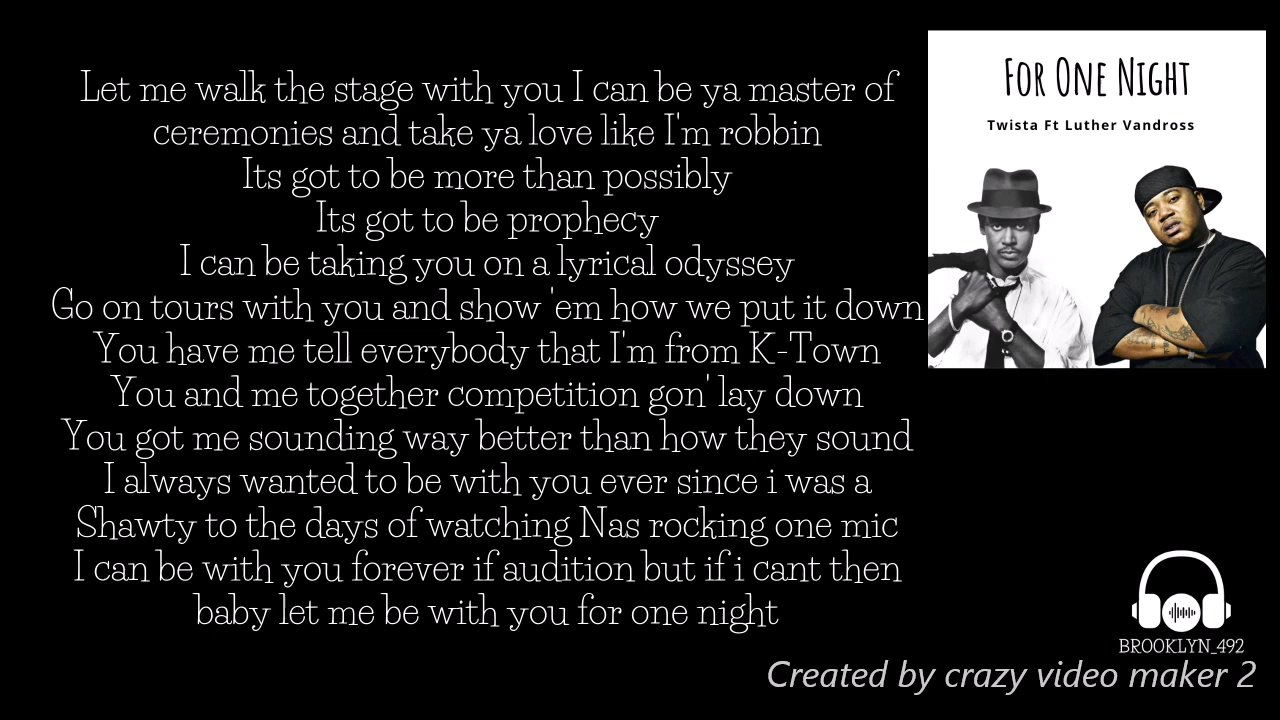 Let me walk the stage with you I can be ya master of
ceremonies and take ya love like I'm robbin
Its got to be more than possibly
Its got to be prophecy
I can be taking you on a lyrical odyssey
Go on tours with you and show 'em how we put it down
You have me tell everybody that I'm from K-Town
You and me together competition gon' lay down
You got me sounding way better than how they sound
I always wanted to be with you ever since i was a
Shawty to the days of watching Nas rocking one mic
I can be with you forever if audition but if i cant then
baby let me be with you for one night
For One Night
Twista Ft Luther Vandross
BROOKLYN_492
Created by crazy video maker 2